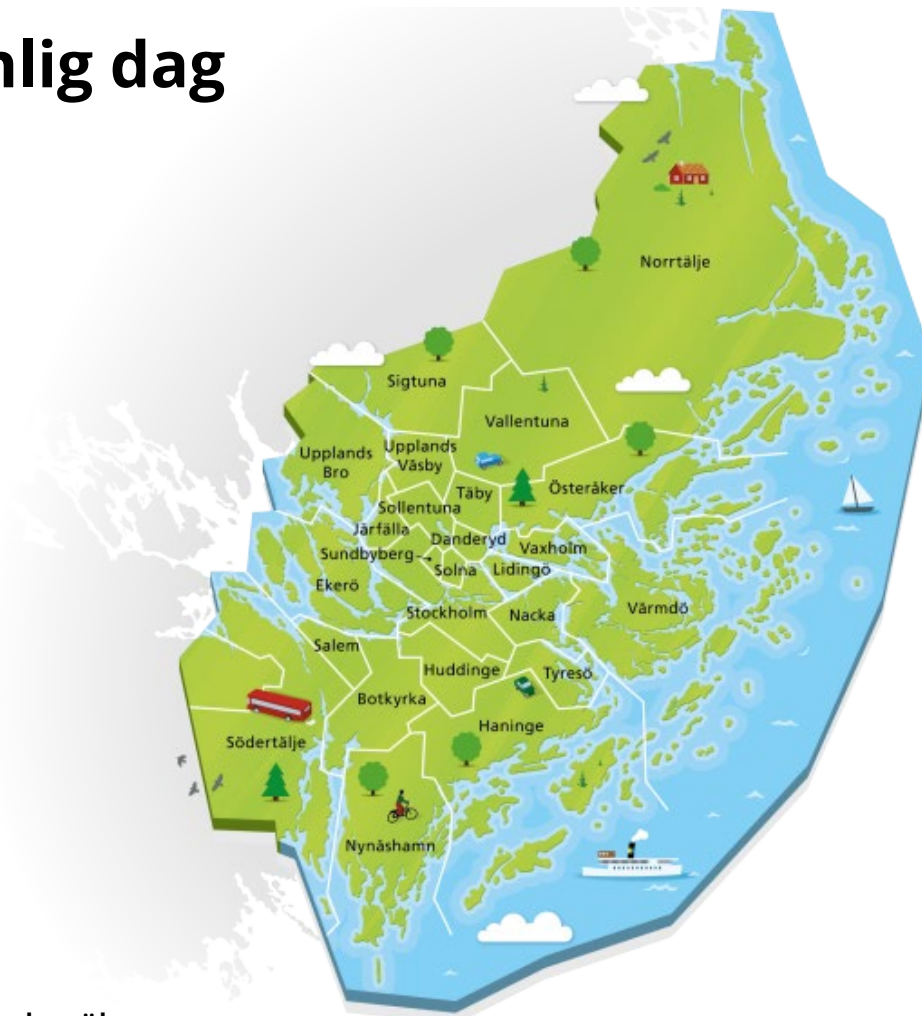 nlig dag
Norrtälje
Sigtuna
Vallentuna
Upplands
Väsby
Upplands
Bro
Täby
Österåker
Sollentuna
Järfälla
Danderyd
Vaxholm
Sundbyberg
Solna
Lidingö
Ekerö
Stockholm
Nacka
Värmdö
Salem
Huddinge
Tyresö
Botkyrka
Haninge
Södertälje
Nynäshamn